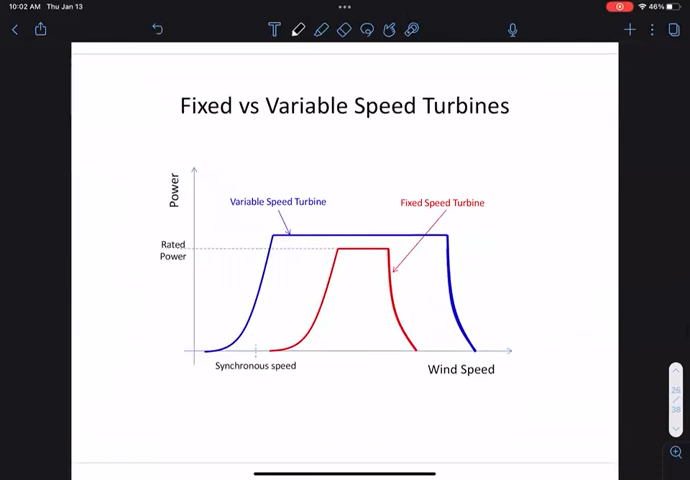 10:02 AM Thu Jan 13
46%
Fixed vs Variable Speed Turbines
Power
Variable Speed Turbine
Fixed Speed Turbine
Rated
Power
Synchronous speed
Wind Speed
26
/
38